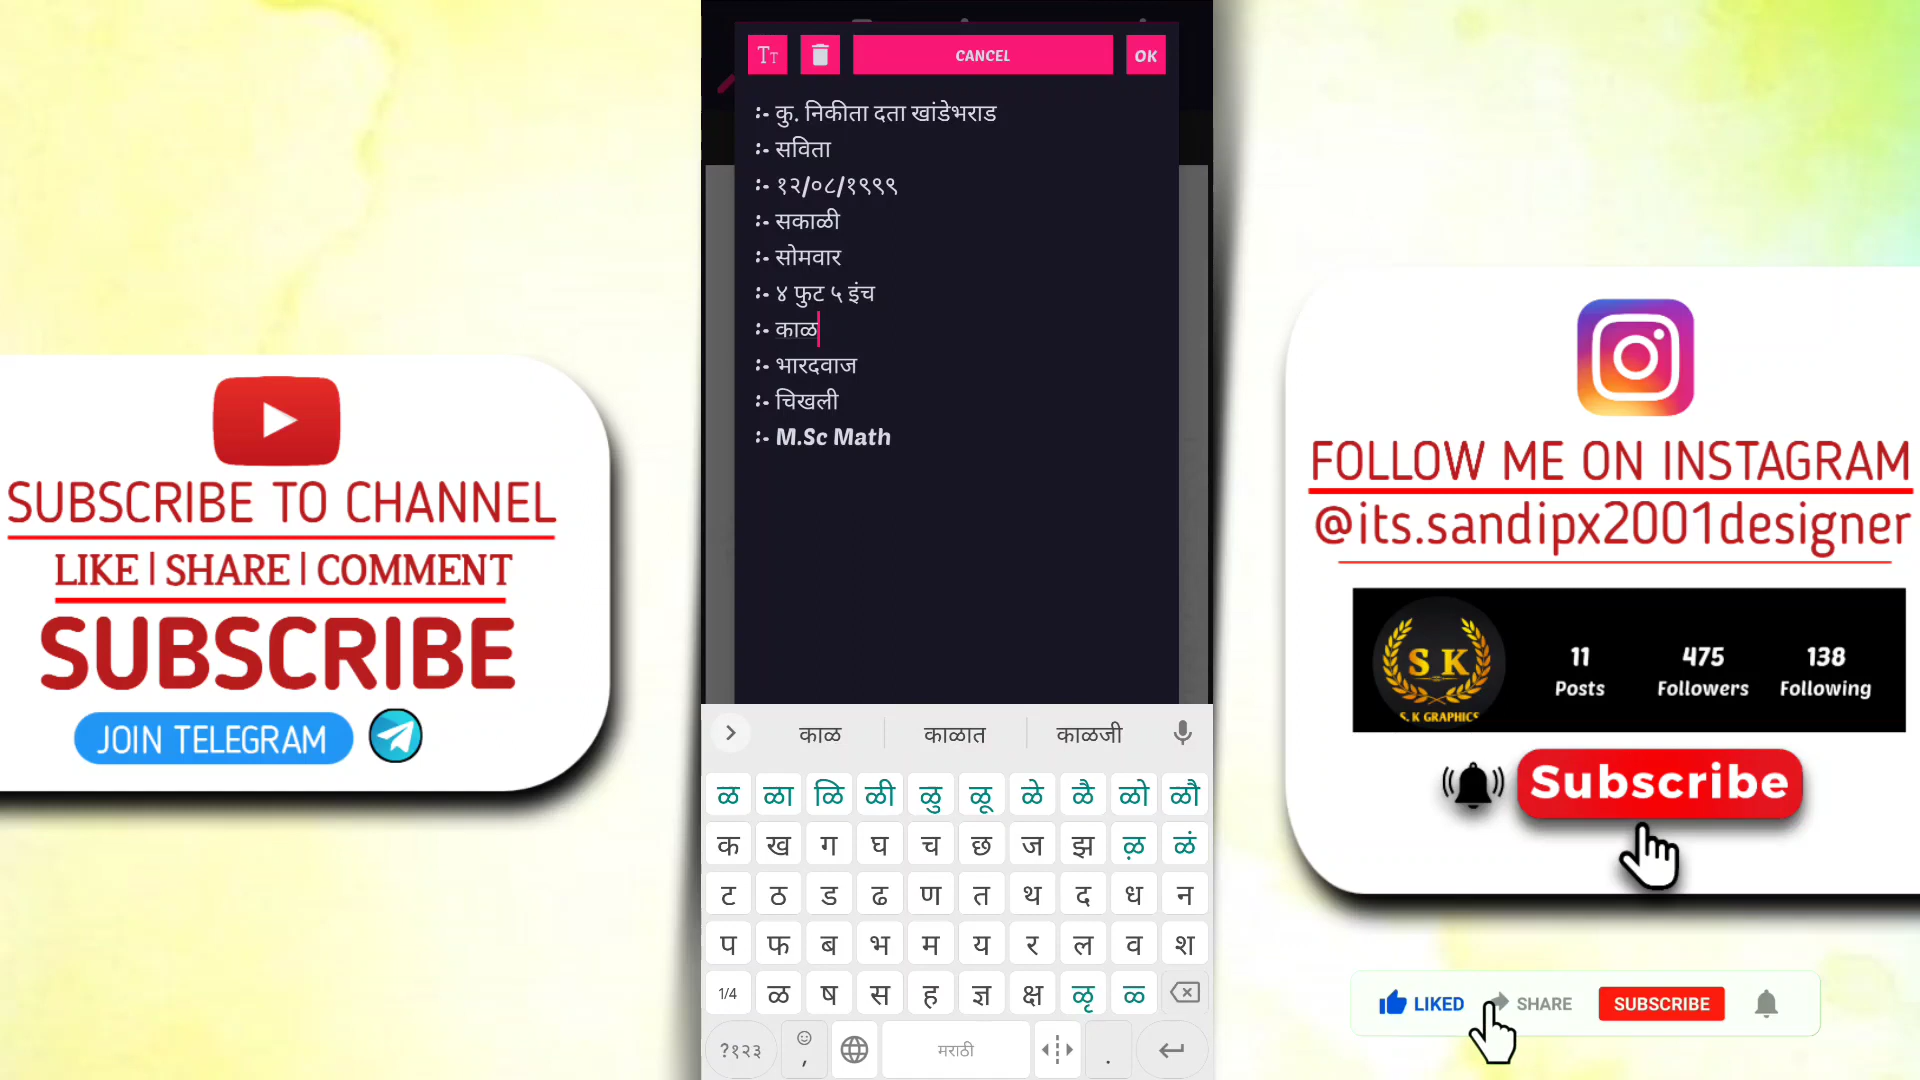 Tт
CANCEL
OK
:- कु. निकीता दता खांडेभराड
:- सविता
:- १२/०८/१९९९
:- सकाळी
:- सोमवार
:- ४ फुट ५ इंच
:- काळ
:- भारदवाज
:- चिखली
:- M.Sc Math
काळ काळात काळजी
ळ ळा ळि ळी ळु ळू ळे ळै ळो ळौ
क ख ग घ च छ ज झ ऴ ळं
ट ठ ड ढ ण त थ द ध न
प फ ब भ म य र ल व श
1/4 ळ ष स ह ज्ञ क्ष ळृ ळ्
?१२३ , मराठी .
SUBSCRIBE TO CHANNEL
LIKE | SHARE | COMMENT
SUBSCRIBE
JOIN TELEGRAM
FOLLOW ME ON INSTAGRAM
@its.sandipx2001designer
S K
S. K GRAPHICS
11 475 138
Posts Followers Following
Subscribe
LIKED SHARE SUBSCRIBE